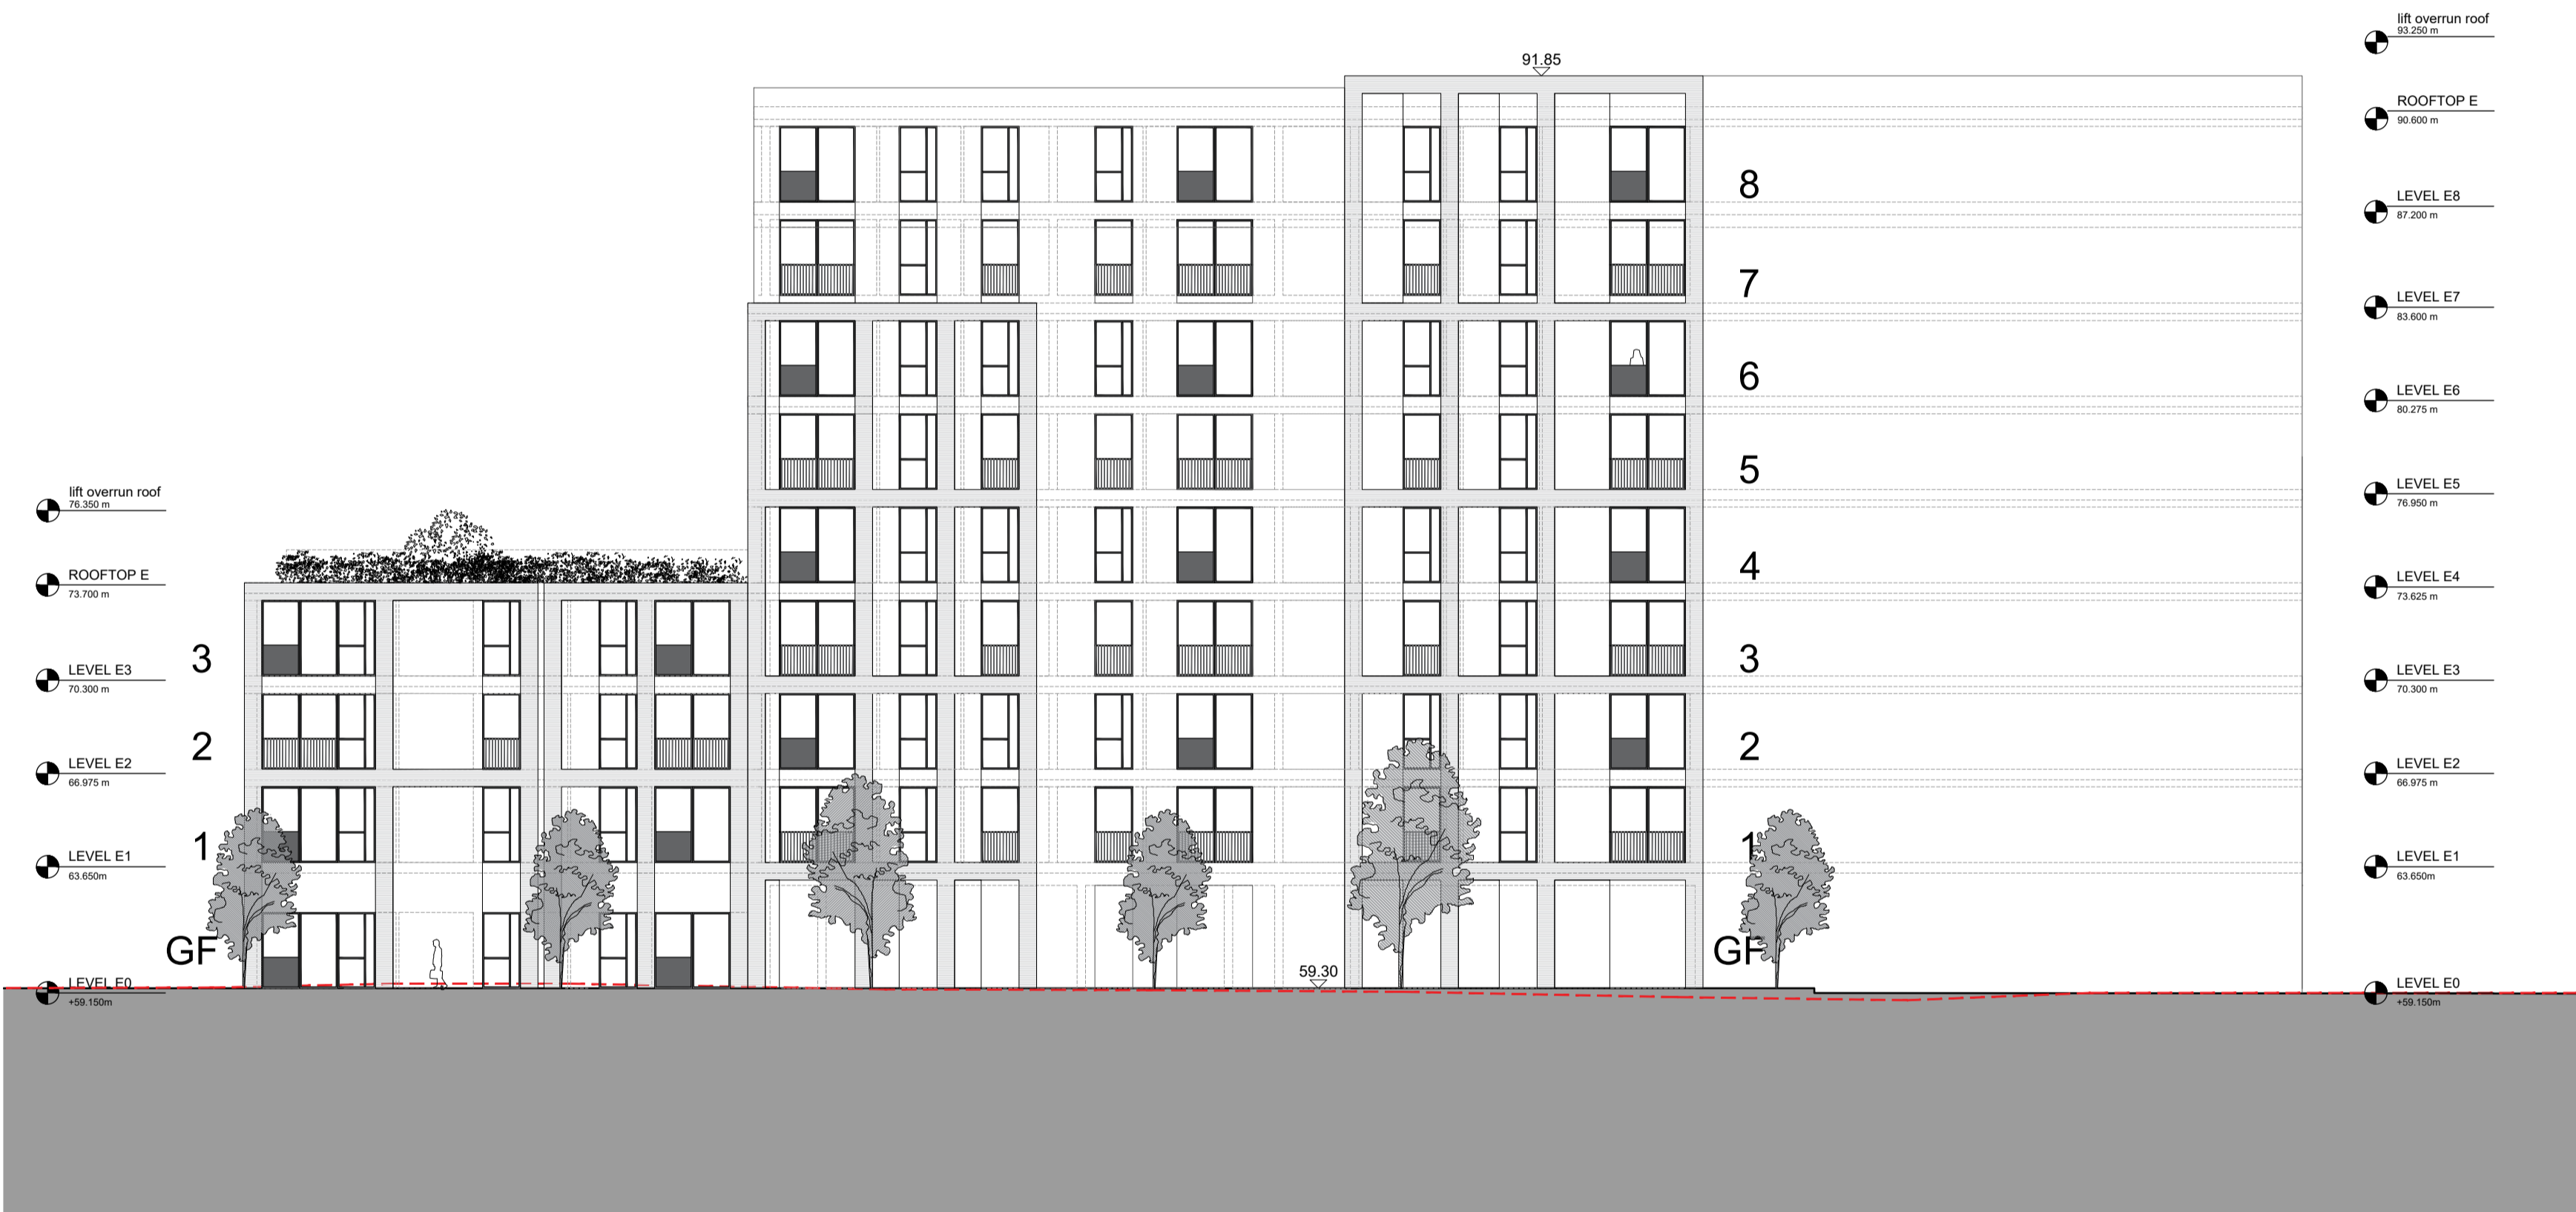 lift overrun roof
93.250 m
91.85
ROOFTOP E
90.600 m
8
LEVEL E8
87.200 m
7
LEVEL E7
83.600 m
6
LEVEL E6
80.275 m
5
LEVEL E5
76.950 m
lift overrun roof
76.350 m
4
LEVEL E4
73.625 m
ROOFTOP E
73.700 m
3
LEVEL E3
70.300 m
3
LEVEL E3
70.300 m
2
LEVEL E2
66.975 m
2
LEVEL E2
66.975 m
1
LEVEL E1
63.650m
1
LEVEL E1
63.650m
GF
LEVEL E0
+59.150m
59.30
GF
LEVEL E0
+59.150m